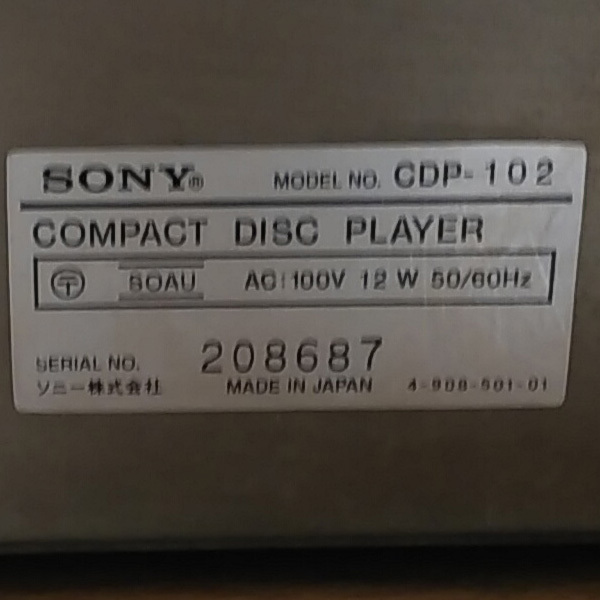 SONY® MODEL NO. CDP-102
COMPACT DISC PLAYER
〒 SOAU AC:100V 12 W 50/60Hz
SERIAL NO. 208687
ソニー株式会社 MADE IN JAPAN 4-908-501-01